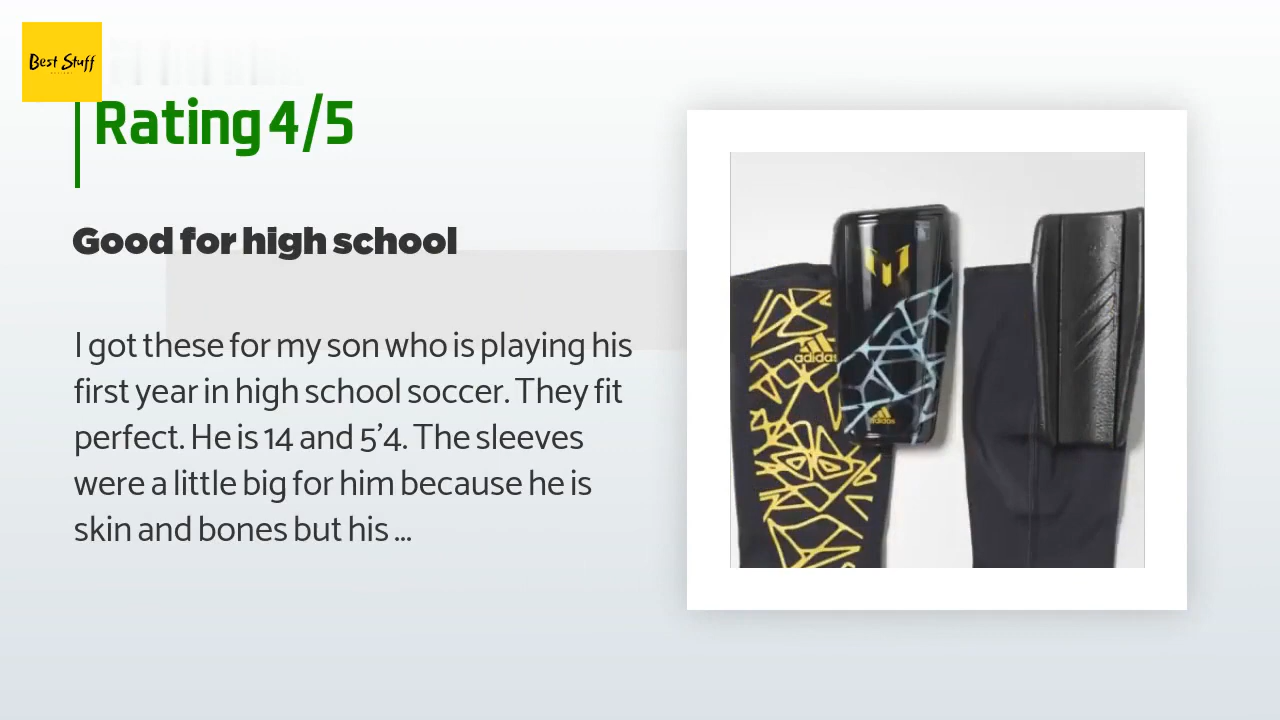 Best Stuff
Rating 4/5
Good for high school
I got these for my son who is playing his
first year in high school soccer. They fit
perfect. He is 14 and 5'4. The sleeves
were a little big for him because he is
skin and bones but his ...
adidas
adidas